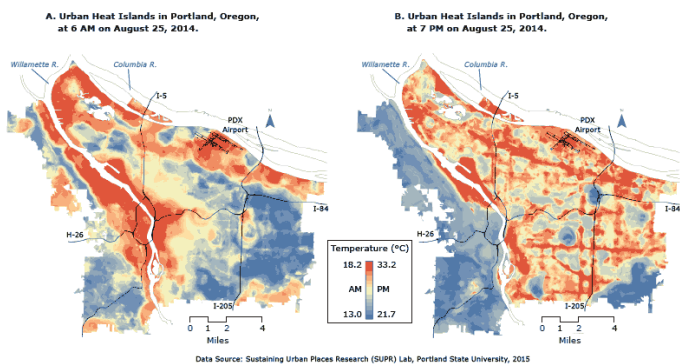 A. Urban Heat Islands in Portland, Oregon,
at 6 AM on August 25, 2014.
Willamette R.
Columbia R.
I-5
PDX
Airport
N
I-84
H-26
I-205
0 2 4
Miles
Temperature (°C)
18.2 33.2
AM PM
13.0 21.7
B. Urban Heat Islands in Portland, Oregon,
at 7 PM on August 25, 2014.
Willamette R.
Columbia R.
I-5
PDX
Airport
N
I-84
H-26
I-205
0 2 4
Miles
Data Source: Sustaining Urban Places Research (SUPR) Lab, Portland State University, 2015